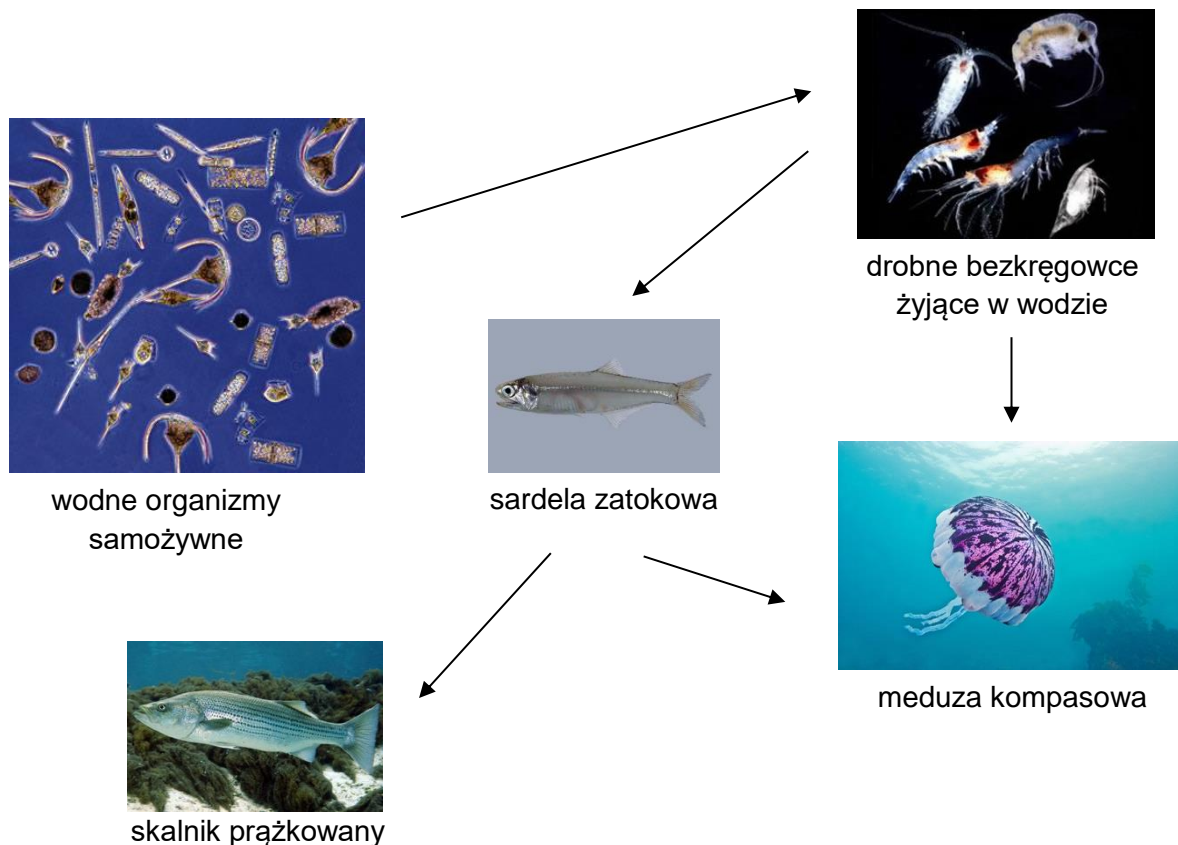 drobne bezkręgowce
żyjące w wodzie
wodne organizmy
samożywne
sardela zatokowa
meduza kompasowa
skalnik prążkowany